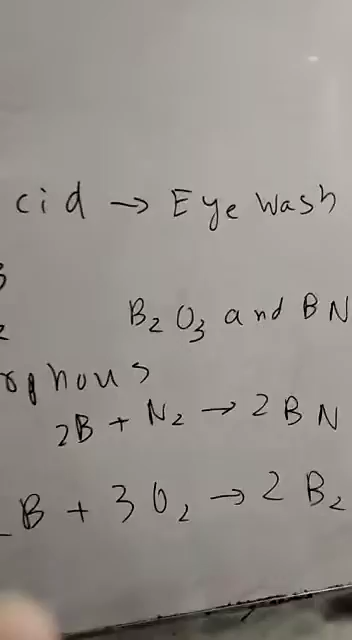 cid → Eye wash
B₂O₃ and BN
rphous
2B + N₂ → 2BN
B + 3O₂ → 2B₂